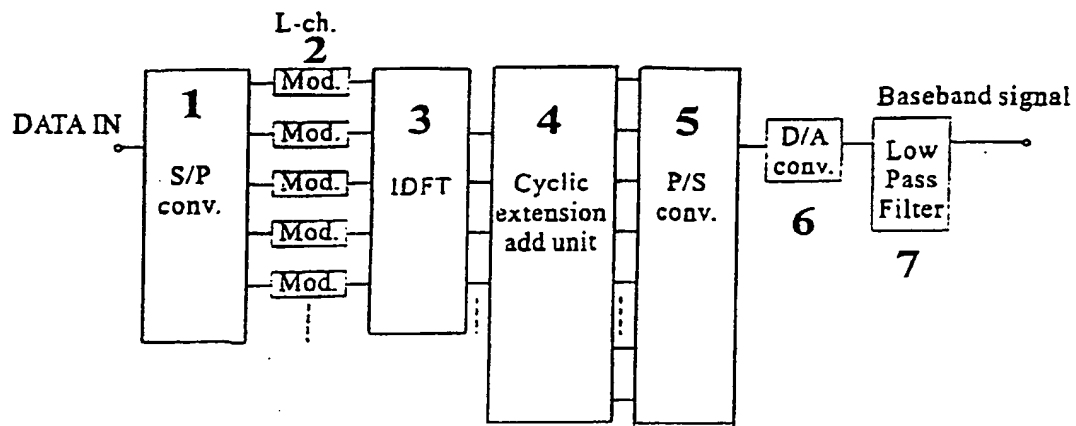 L-ch.
2
Mod.
Mod.
Mod.
Mod.
Mod.
DATA IN
1
S/P
conv.
3
IDFT
4
Cyclic
extension
add unit
5
P/S
conv.
D/A
conv.
6
Baseband signal
Low
Pass
Filter
7